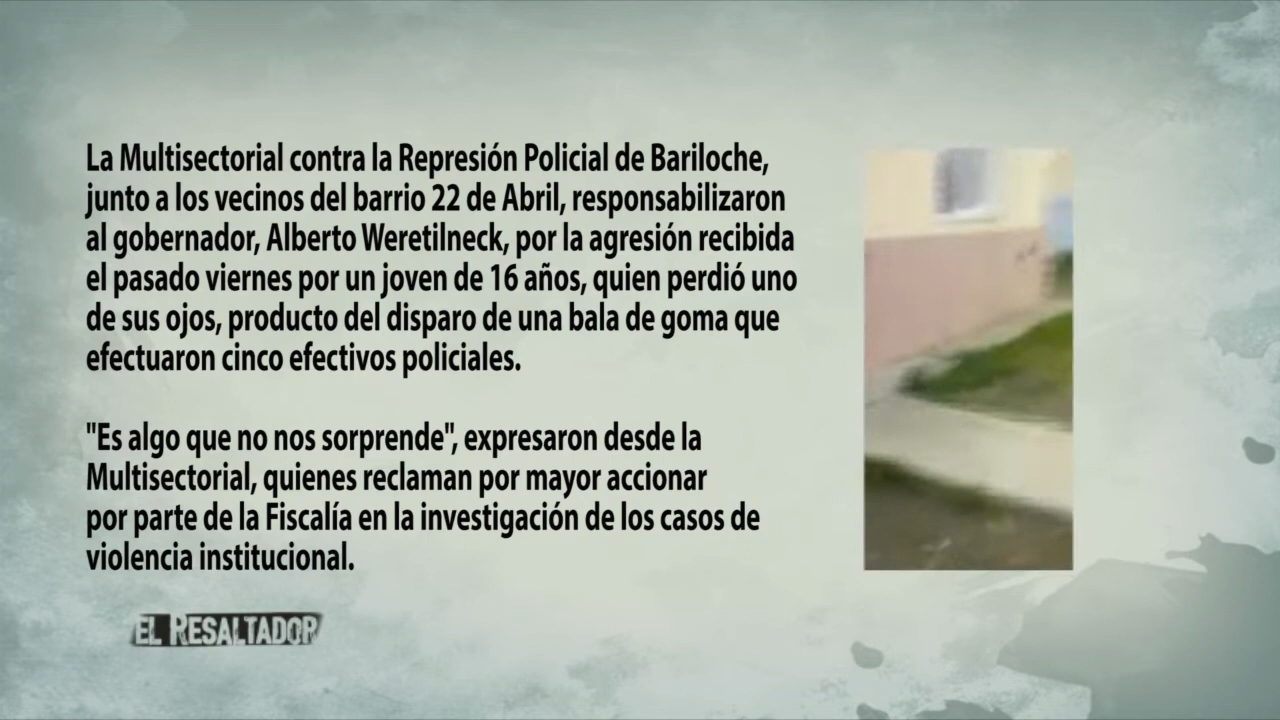 La Multisectorial contra la Represión Policial de Bariloche,
junto a los vecinos del barrio 22 de Abril, responsabilizaron
al gobernador, Alberto Weretilneck, por la agresión recibida
el pasado viernes por un joven de 16 años, quien perdió uno
de sus ojos, producto del disparo de una bala de goma que
efectuaron cinco efectivos policiales.
"Es algo que no nos sorprende", expresaron desde la
Multisectorial, quienes reclaman por mayor accionar
por parte de la Fiscalía en la investigación de los casos de
violencia institucional.
EL RESALTADOR